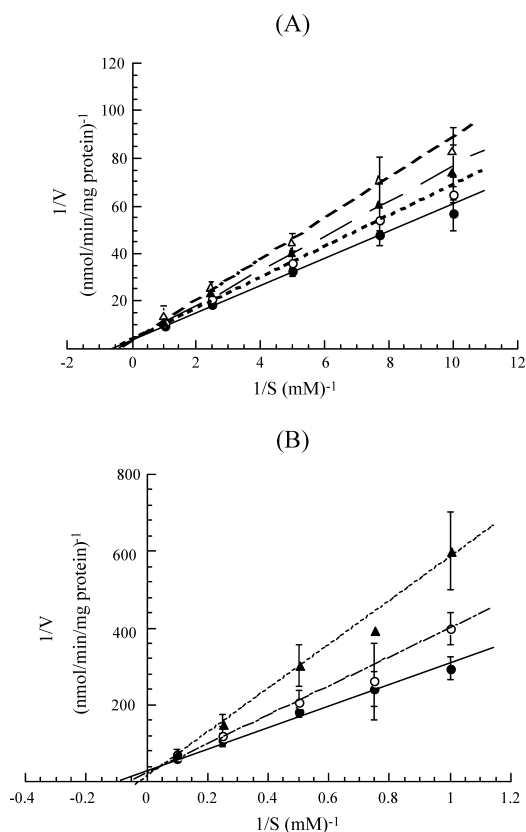 (A)
120
100
80
60
40
20
1/V
(nmol/min/mg protein)-1
-2 0 2 4 6 8 10 12
1/S (mM)-1
(B)
800
600
400
200
1/V
(nmol/min/mg protein)-1
-0.4 -0.2 0 0.2 0.4 0.6 0.8 1 1.2
1/S (mM)-1